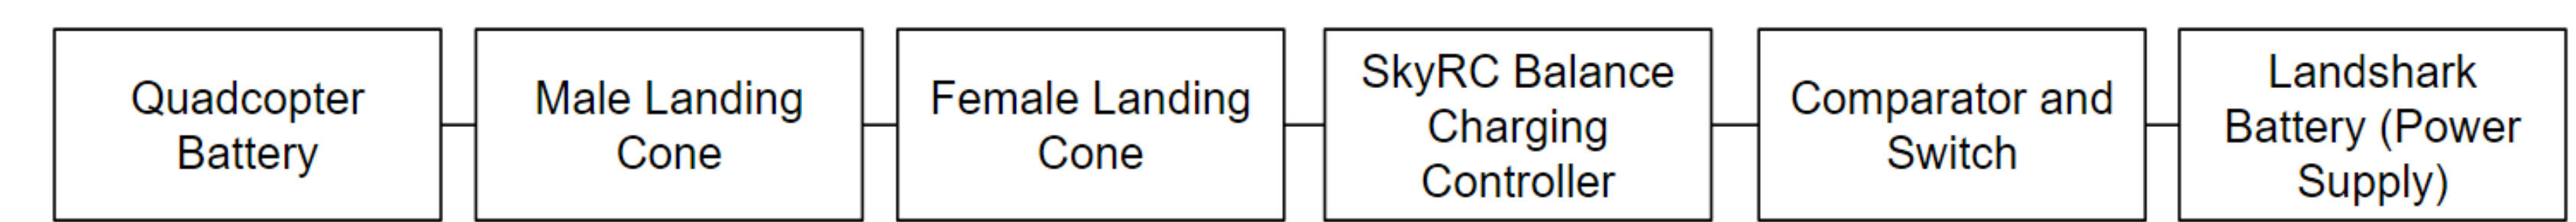 Quadcopter
Battery
Male Landing
Cone
Female Landing
Cone
SkyRC Balance
Charging
Controller
Comparator and
Switch
Landshark
Battery (Power
Supply)